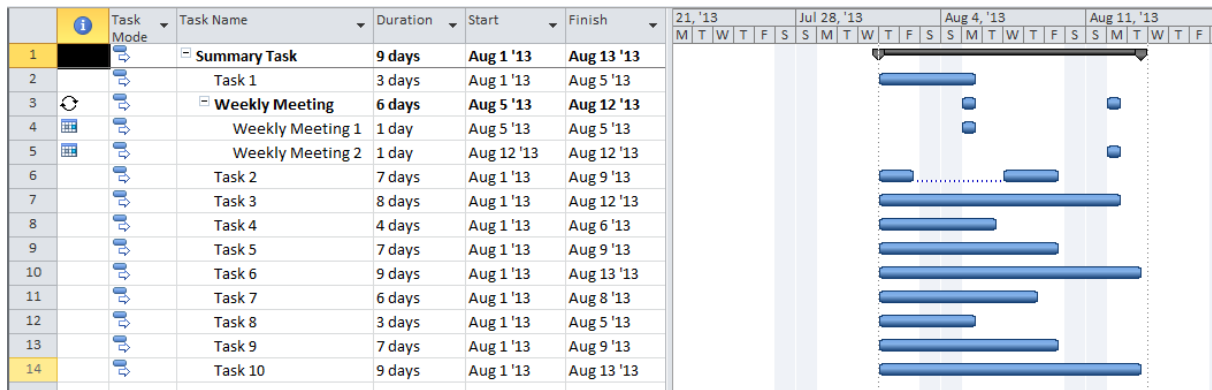 Task Mode Task Name Duration Start Finish 21, '13 Jul 28, '13 Aug 4, '13 Aug 11, '13
M T W T F S S M T W T F S S M T W T F S S M T W T F
1 Summary Task 9 days Aug 1 '13 Aug 13 '13
2 Task 1 3 days Aug 1 '13 Aug 5 '13
3 Weekly Meeting 6 days Aug 5 '13 Aug 12 '13
4 Weekly Meeting 1 1 day Aug 5 '13 Aug 5 '13
5 Weekly Meeting 2 1 day Aug 12 '13 Aug 12 '13
6 Task 2 7 days Aug 1 '13 Aug 9 '13
7 Task 3 8 days Aug 1 '13 Aug 12 '13
8 Task 4 4 days Aug 1 '13 Aug 6 '13
9 Task 5 7 days Aug 1 '13 Aug 9 '13
10 Task 6 9 days Aug 1 '13 Aug 13 '13
11 Task 7 6 days Aug 1 '13 Aug 8 '13
12 Task 8 3 days Aug 1 '13 Aug 5 '13
13 Task 9 7 days Aug 1 '13 Aug 9 '13
14 Task 10 9 days Aug 1 '13 Aug 13 '13